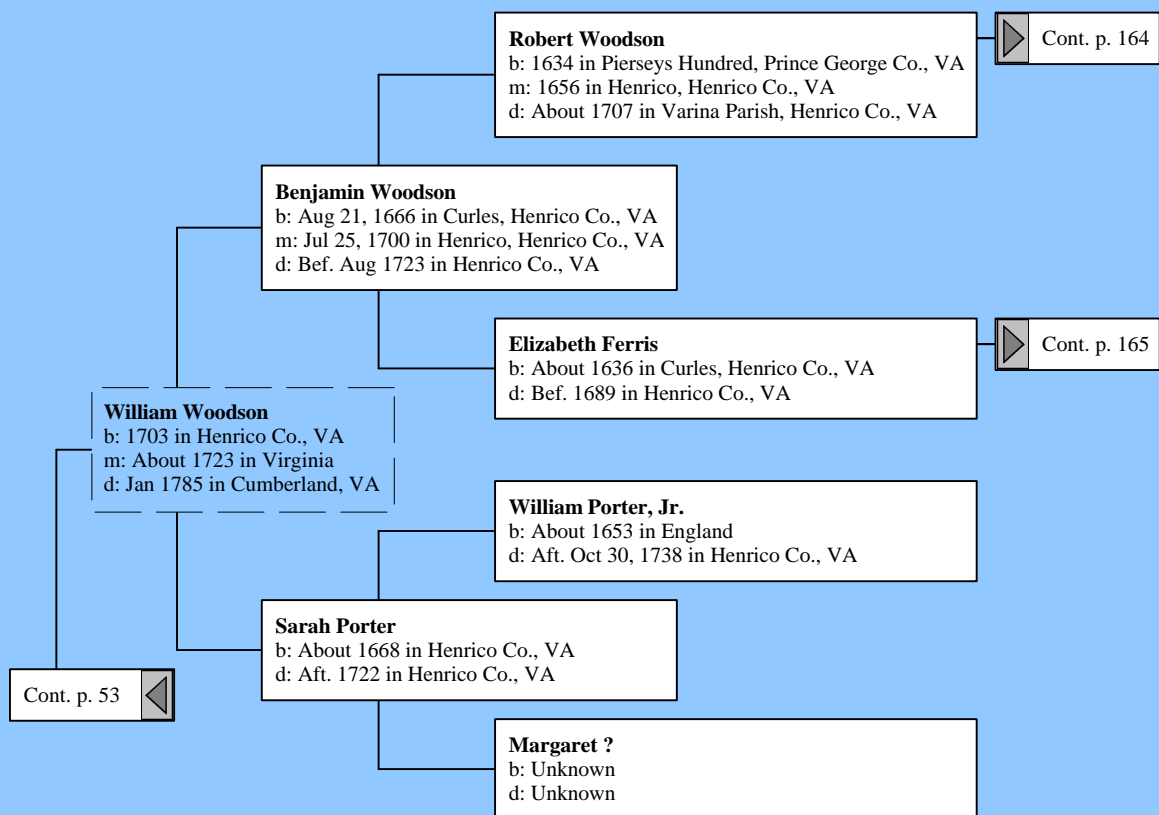 Robert Woodson
b: 1634 in Pierseys Hundred, Prince George Co., VA
m: 1656 in Henrico, Henrico Co., VA
d: About 1707 in Varina Parish, Henrico Co., VA
Cont. p. 164
Benjamin Woodson
b: Aug 21, 1666 in Curles, Henrico Co., VA
m: Jul 25, 1700 in Henrico, Henrico Co., VA
d: Bef. Aug 1723 in Henrico Co., VA
Elizabeth Ferris
b: About 1636 in Curles, Henrico Co., VA
d: Bef. 1689 in Henrico Co., VA
Cont. p. 165
William Woodson
b: 1703 in Henrico Co., VA
m: About 1723 in Virginia
d: Jan 1785 in Cumberland, VA
William Porter, Jr.
b: About 1653 in England
d: Aft. Oct 30, 1738 in Henrico Co., VA
Sarah Porter
b: About 1668 in Henrico Co., VA
d: Aft. 1722 in Henrico Co., VA
Cont. p. 53
Margaret ?
b: Unknown
d: Unknown